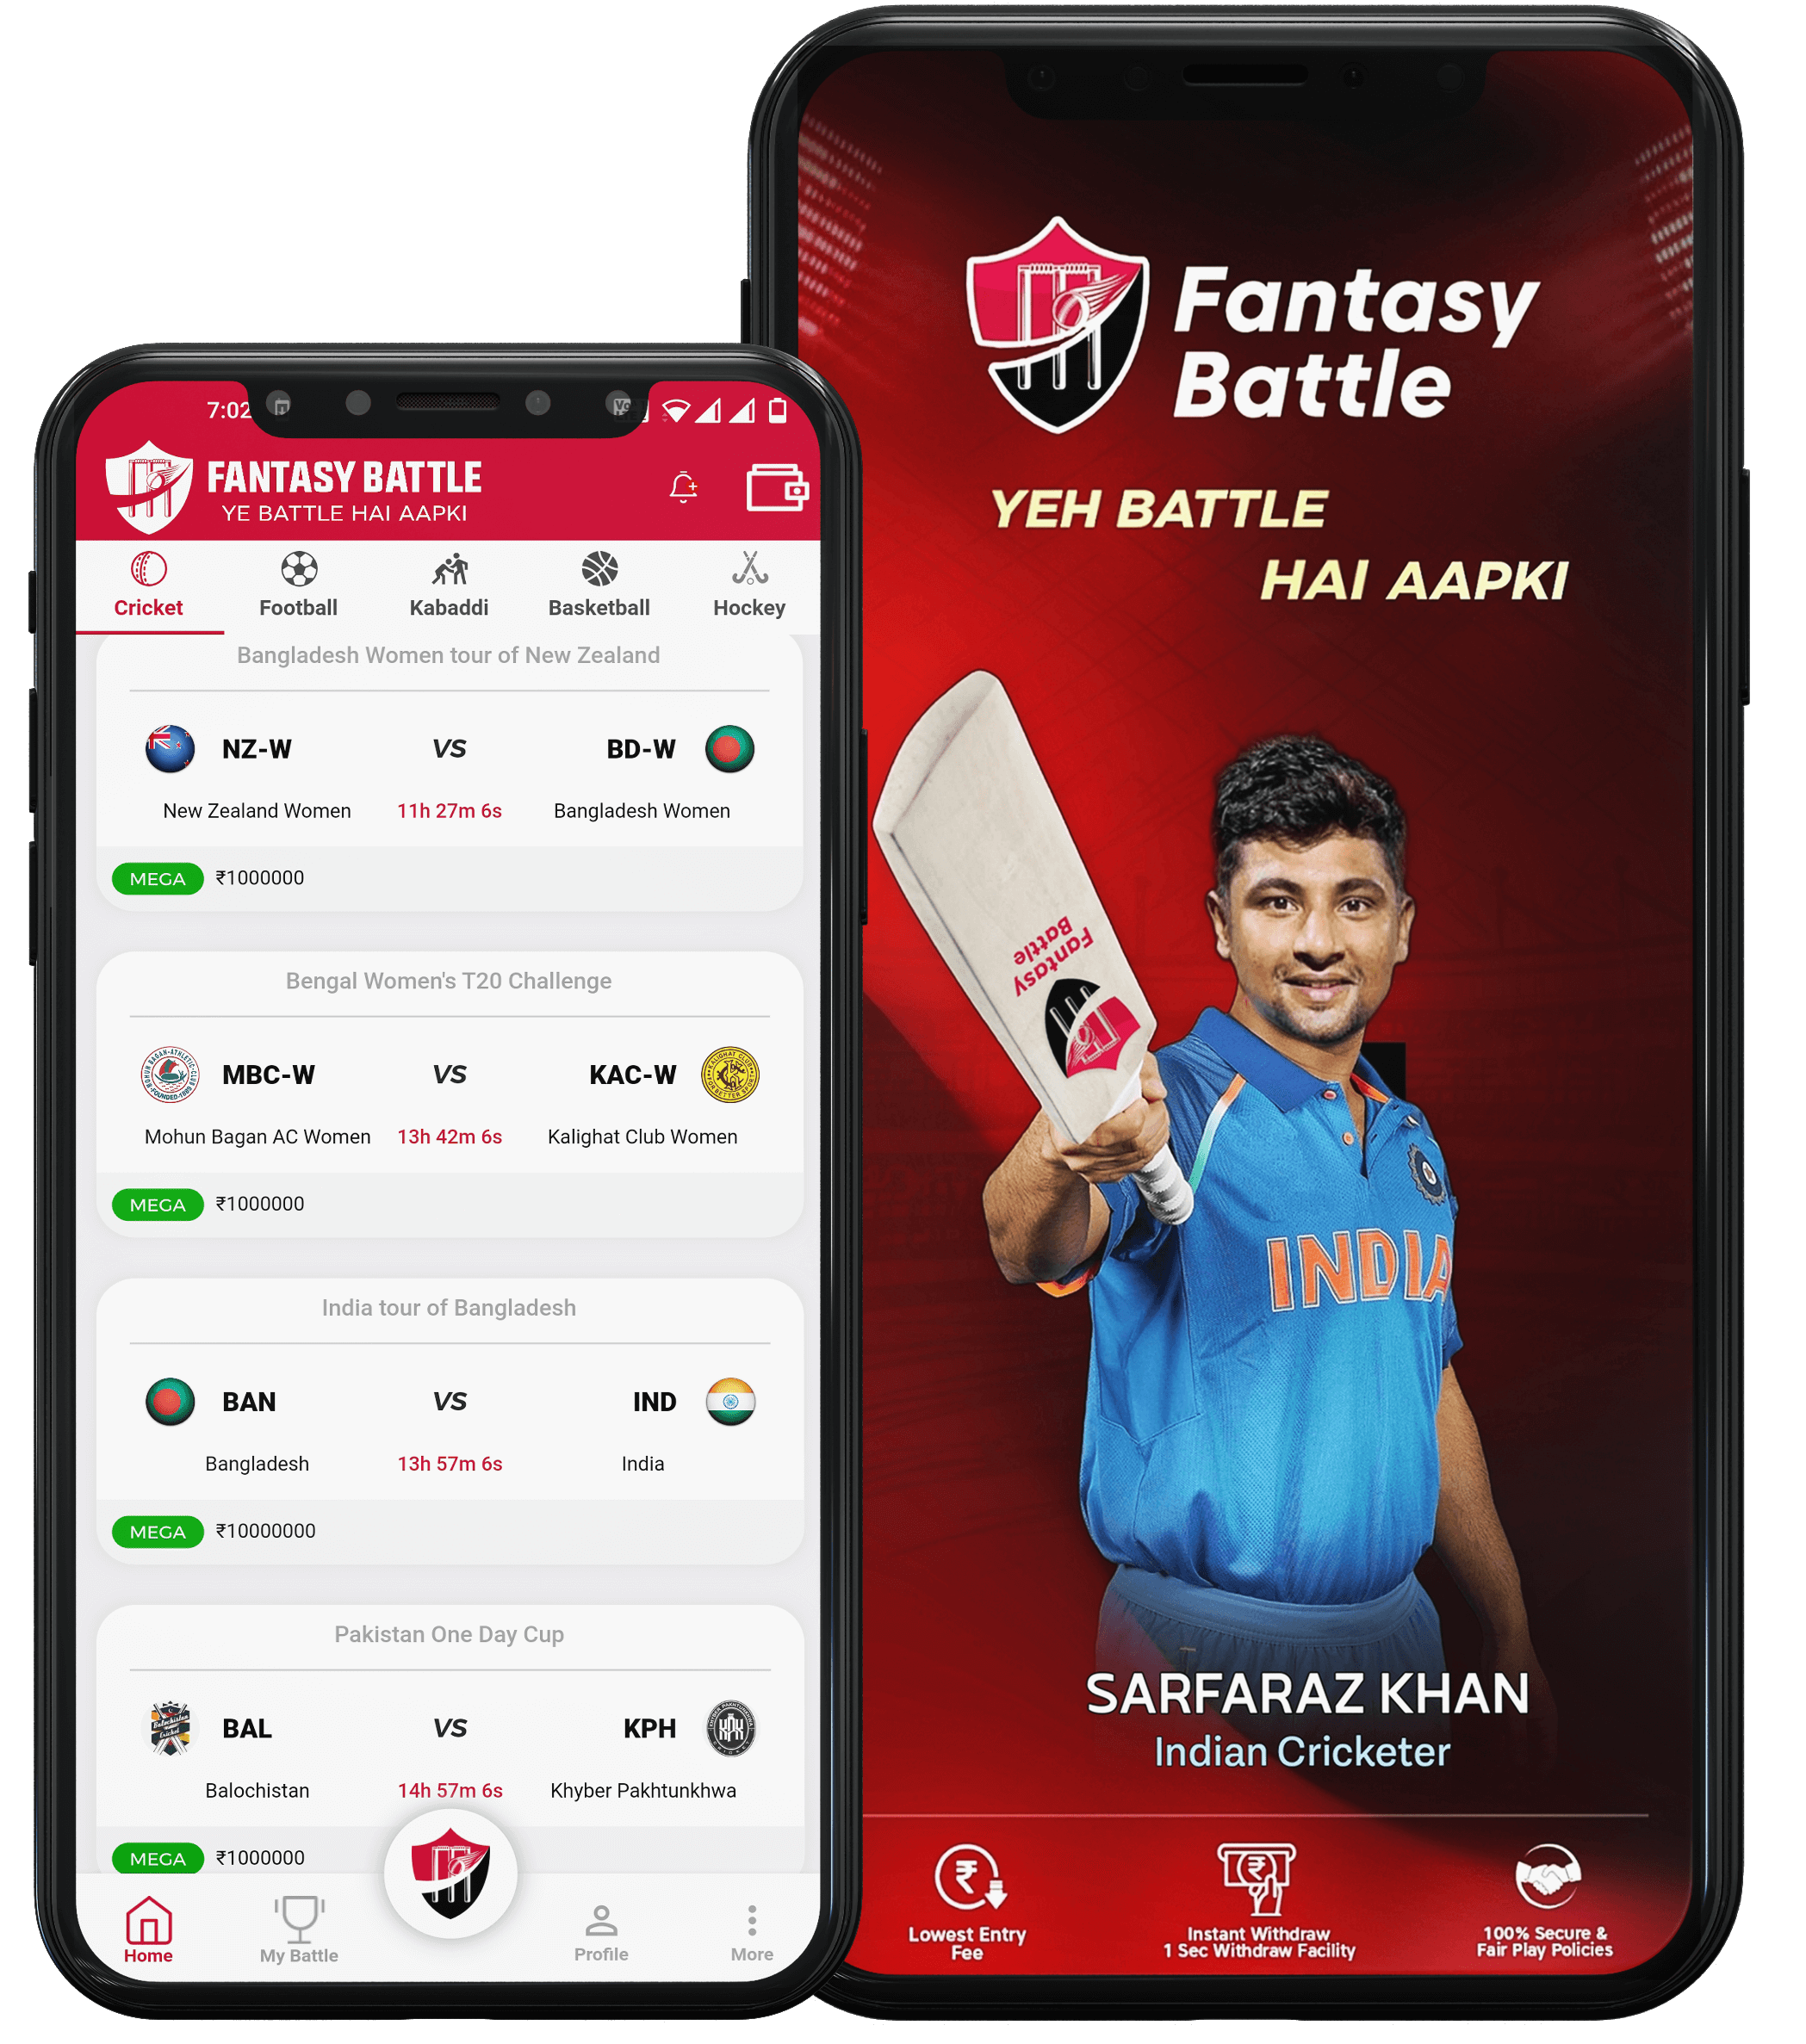 7:02
FANTASY BATTLE
YE BATTLE HAI AAPKI
Cricket
Football
Kabaddi
Basketball
Hockey
Bangladesh Women tour of New Zealand
NZ-W VS BD-W
New Zealand Women 11h 27m 6s Bangladesh Women
MEGA ₹1000000
Bengal Women's T20 Challenge
MBC-W VS KAC-W
Mohun Bagan AC Women 13h 42m 6s Kalighat Club Women
MEGA ₹1000000
India tour of Bangladesh
BAN VS IND
Bangladesh 13h 57m 6s India
MEGA ₹10000000
Pakistan One Day Cup
BAL VS KPH
Balochistan 14h 57m 6s Khyber Pakhtunkhwa
MEGA ₹1000000
Home
My Battle
Profile
More
Fantasy
Battle
YEH BATTLE
HAI AAPKI
Fantasy
Battle
INDIA
SARFARAZ KHAN
Indian Cricketer
Lowest Entry
Fee
Instant Withdraw
1 Sec Withdraw Facility
100% Secure &
Fair Play Policies